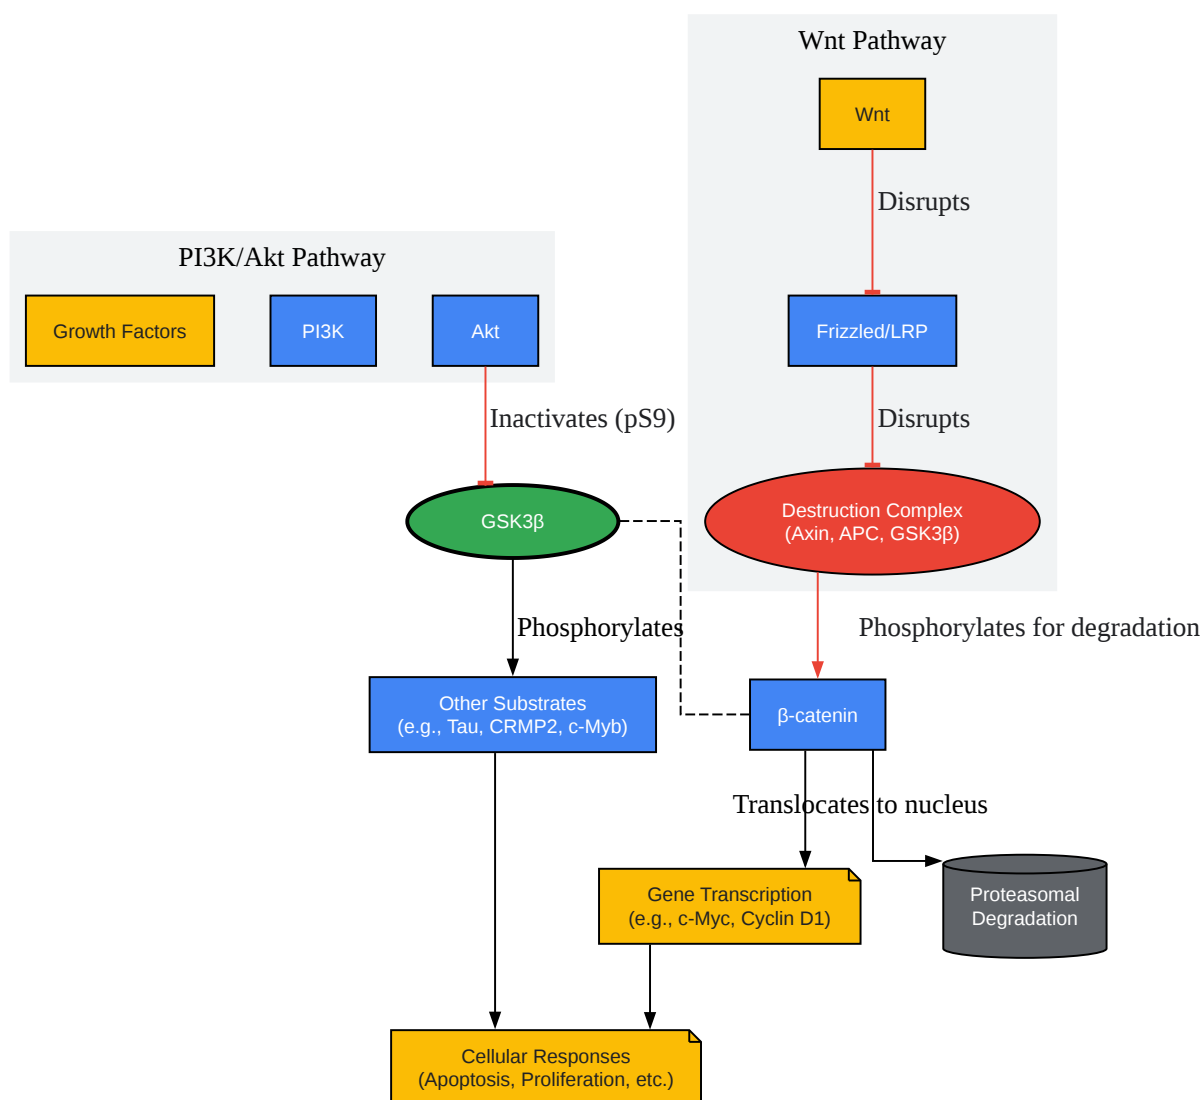 Wnt Pathway
Wnt
Disrupts
PI3K/Akt Pathway
Growth Factors
PI3K
Akt
Frizzled/LRP
Inactivates (pS9)
Disrupts
GSK3β
Destruction Complex
(Axin, APC, GSK3β)
Phosphorylates
Phosphorylates for degradation
Other Substrates
(e.g., Tau, CRMP2, c-Myb)
β-catenin
Translocates to nucleus
Gene Transcription
(e.g., c-Myc, Cyclin D1)
Proteasomal
Degradation
Cellular Responses
(Apoptosis, Proliferation, etc.)